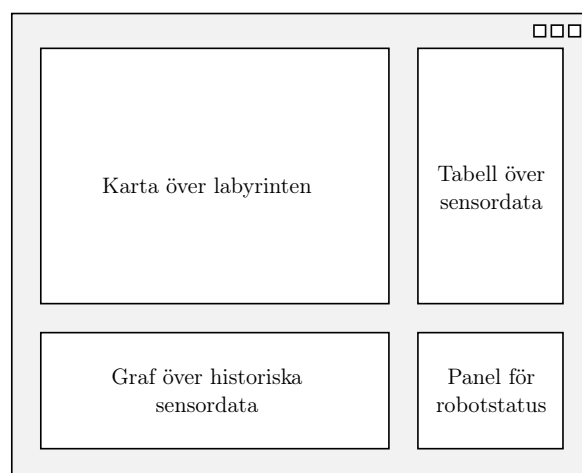 Karta över labyrinten
Tabell över
sensordata
Graf över historiska
sensordata
Panel för
robotstatus